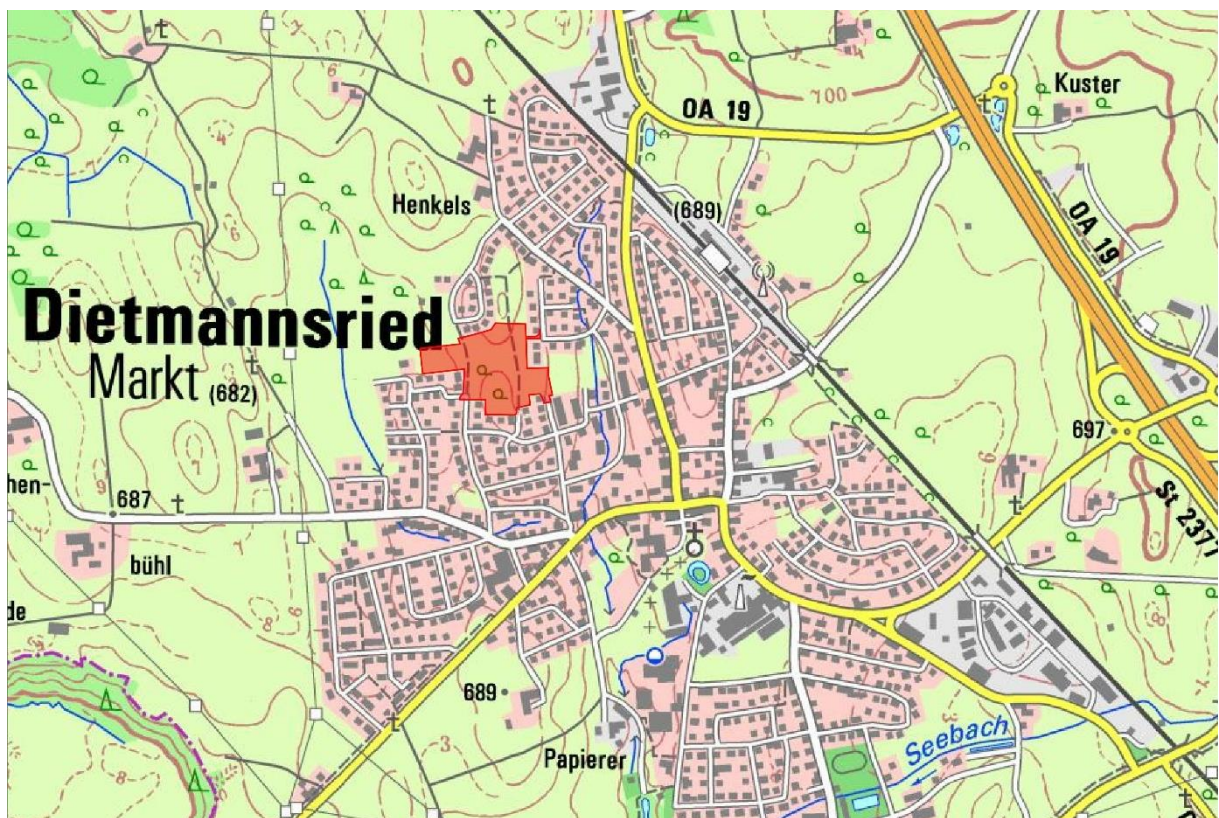 OA 19
700
Kuster
Henkels
(689)
OA 19
Dietmannsried
Markt (682)
697
hen-
687
St 2377
bühl
de
689
Papierer
Seebach